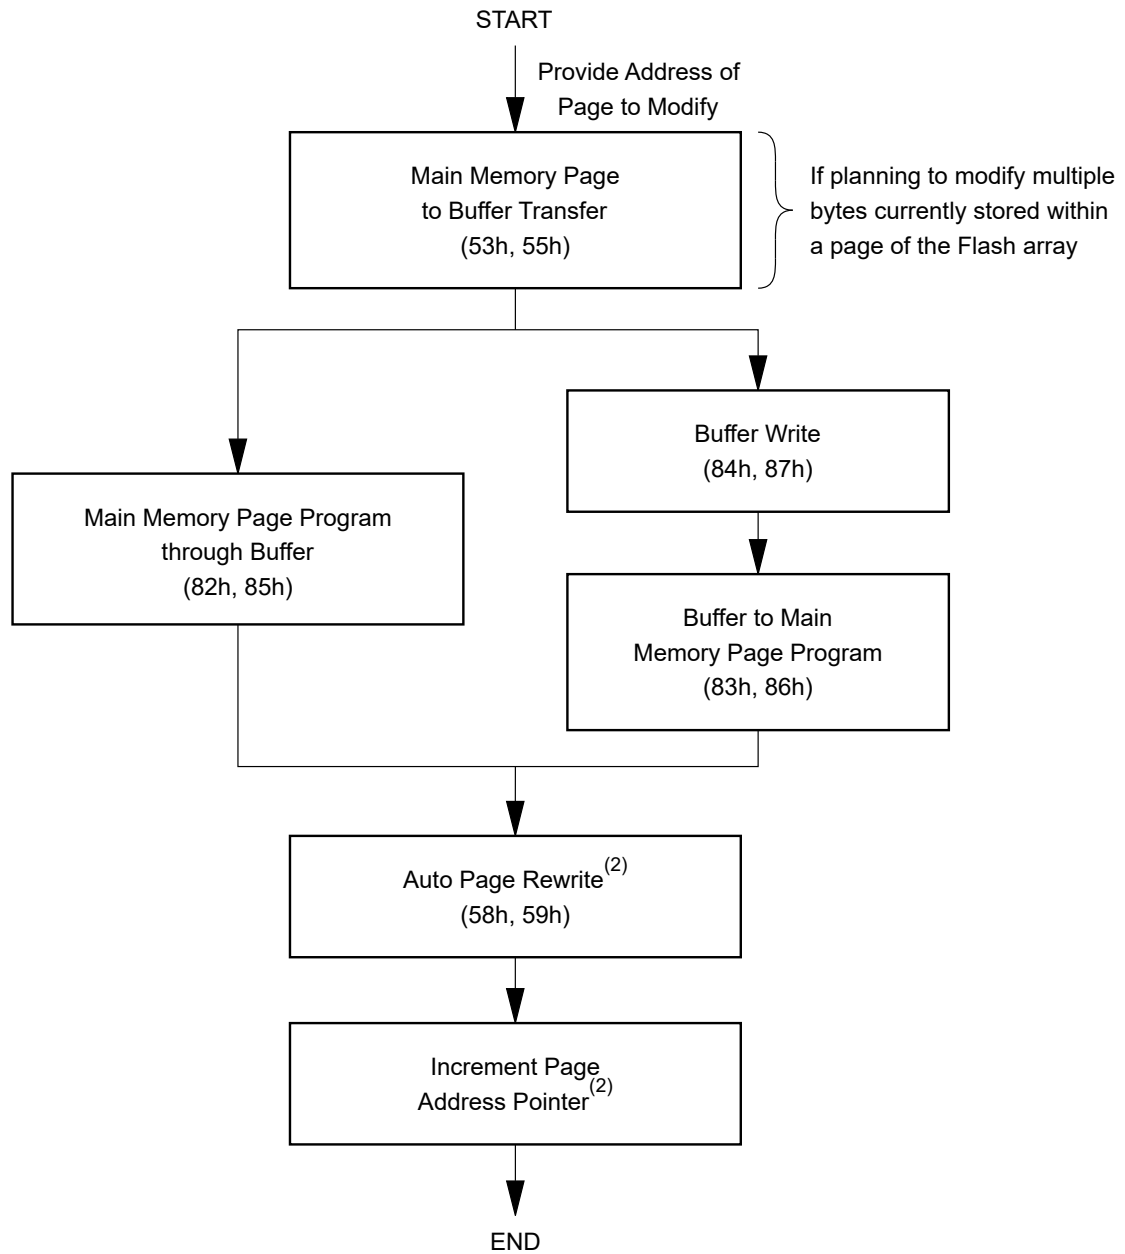 START
Provide Address of
Page to Modify
Main Memory Page
to Buffer Transfer
(53h, 55h)
If planning to modify multiple
bytes currently stored within
a page of the Flash array
Buffer Write
(84h, 87h)
Main Memory Page Program
through Buffer
(82h, 85h)
Buffer to Main
Memory Page Program
(83h, 86h)
Auto Page Rewrite(2)
(58h, 59h)
Increment Page
Address Pointer(2)
END